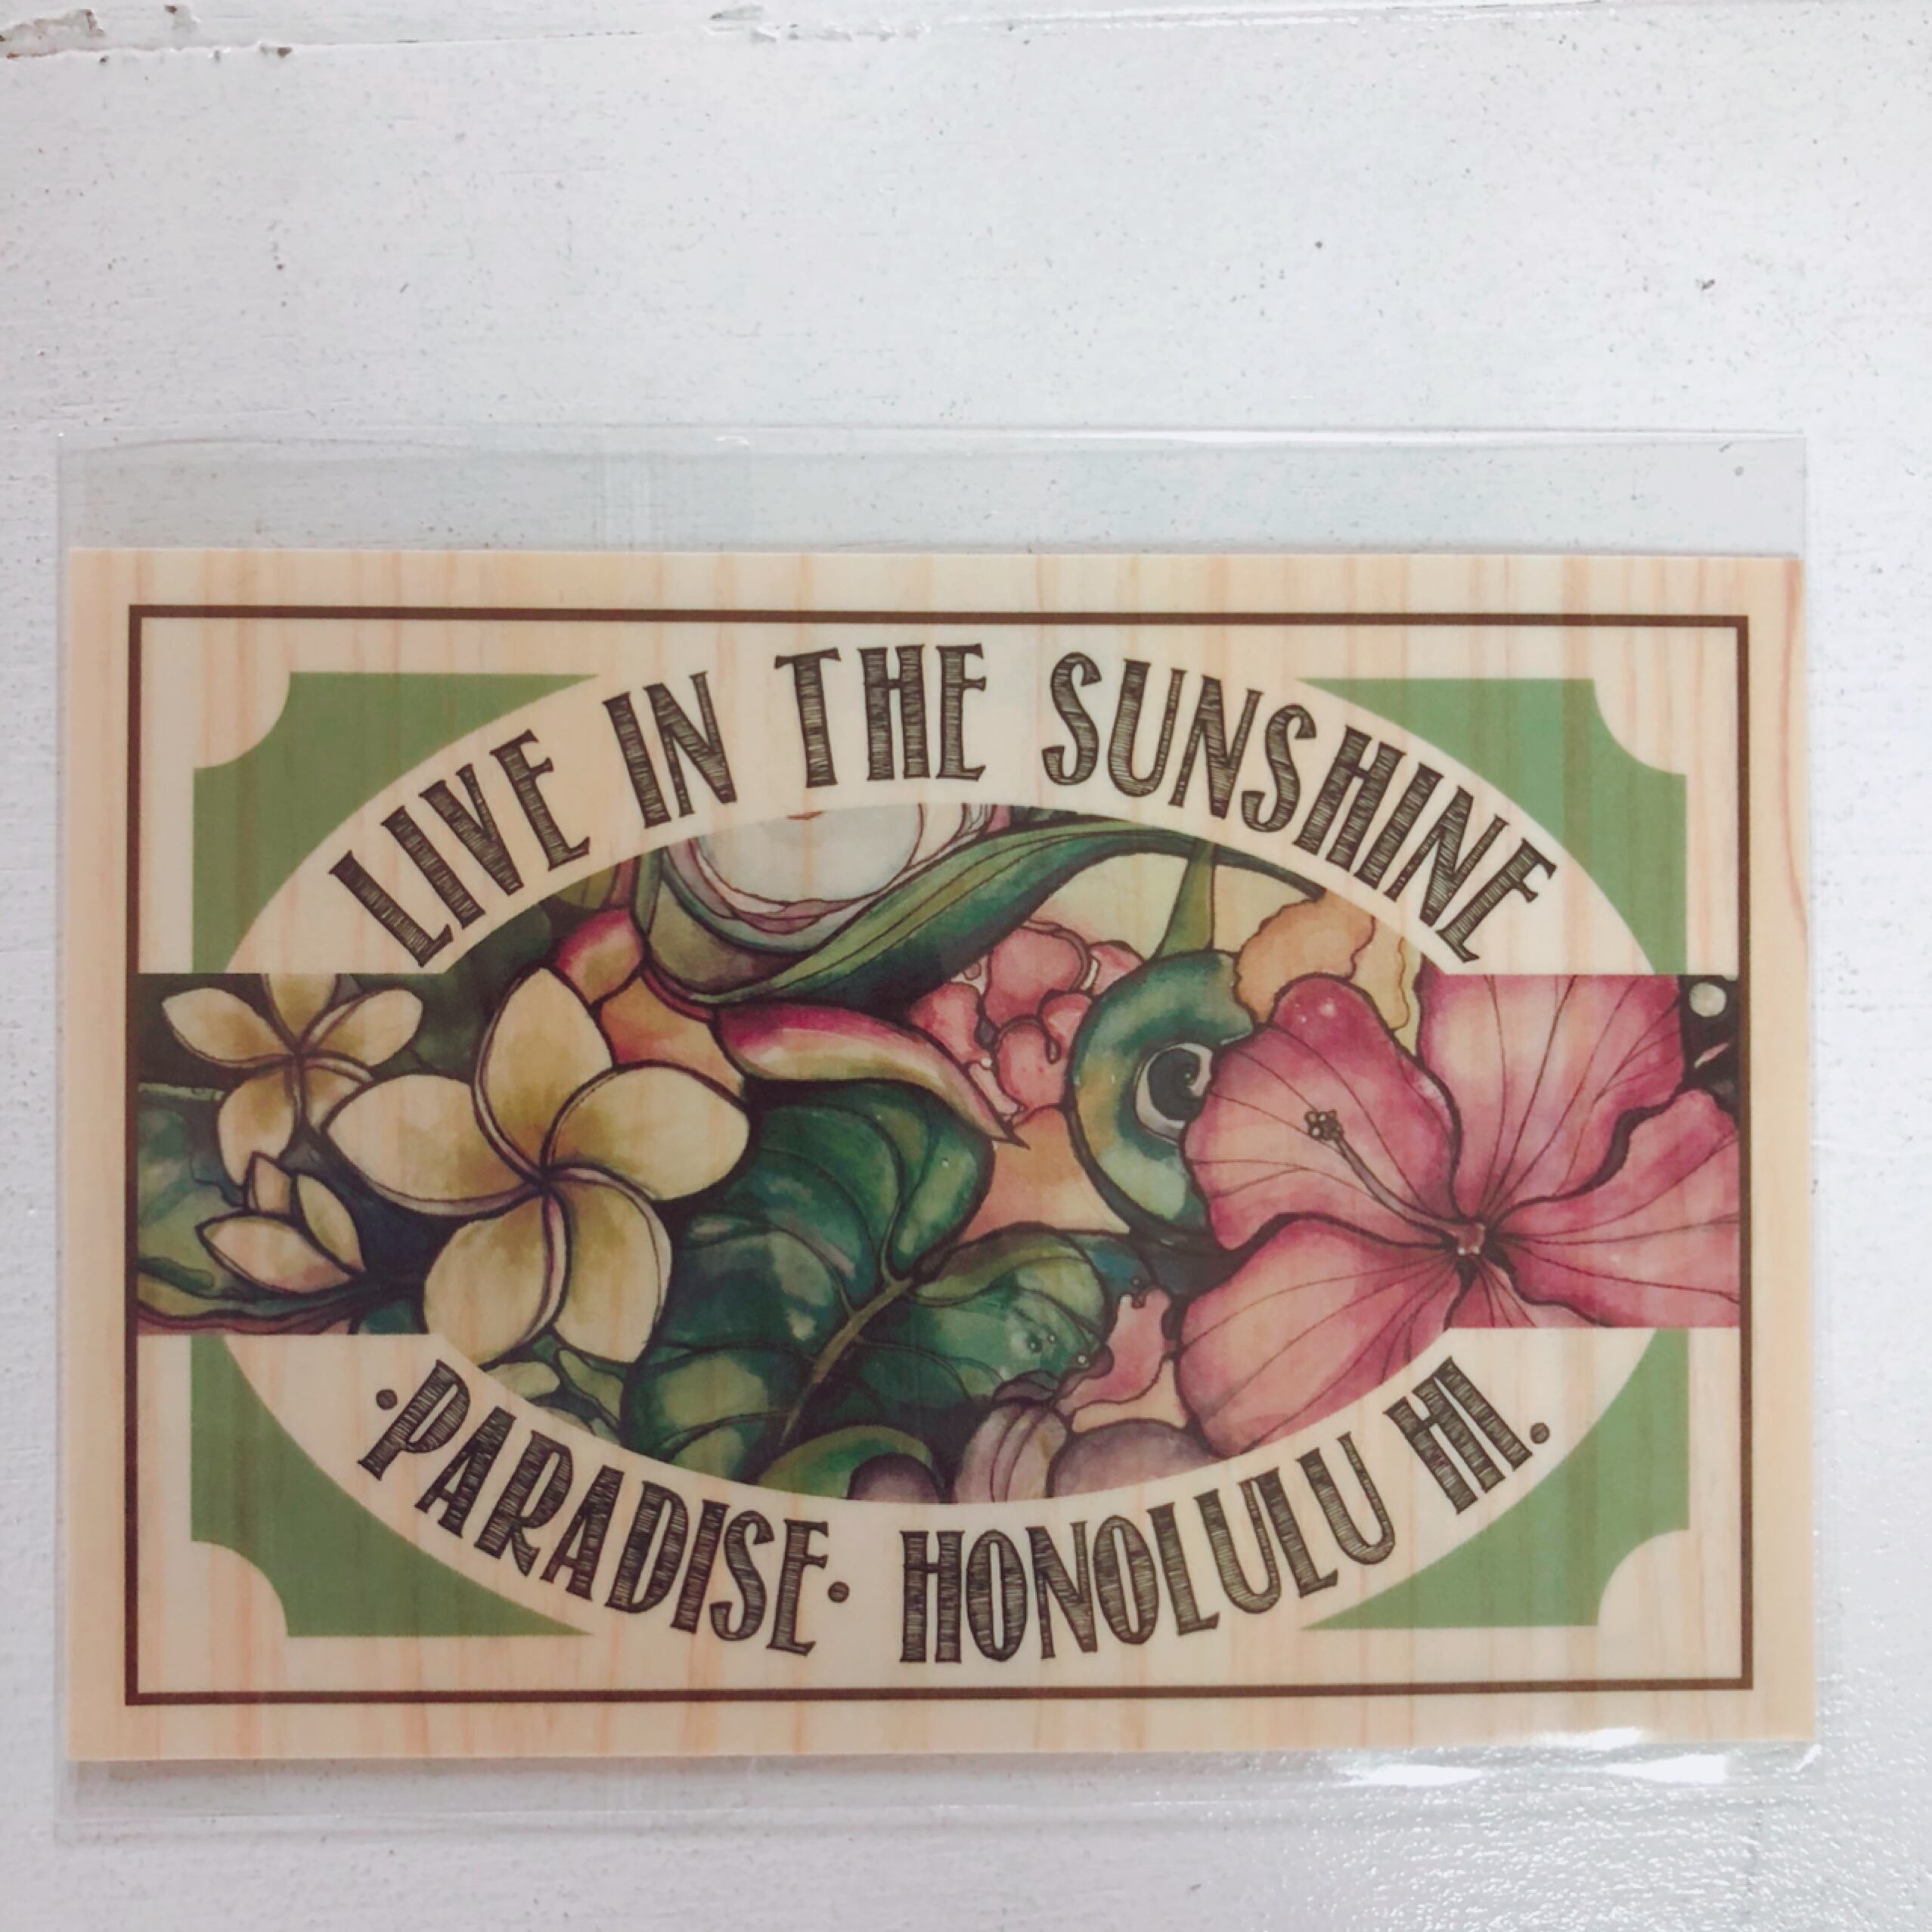 LIVE IN THE SUNSHINE
·PARADISE· HONOLULU HI.